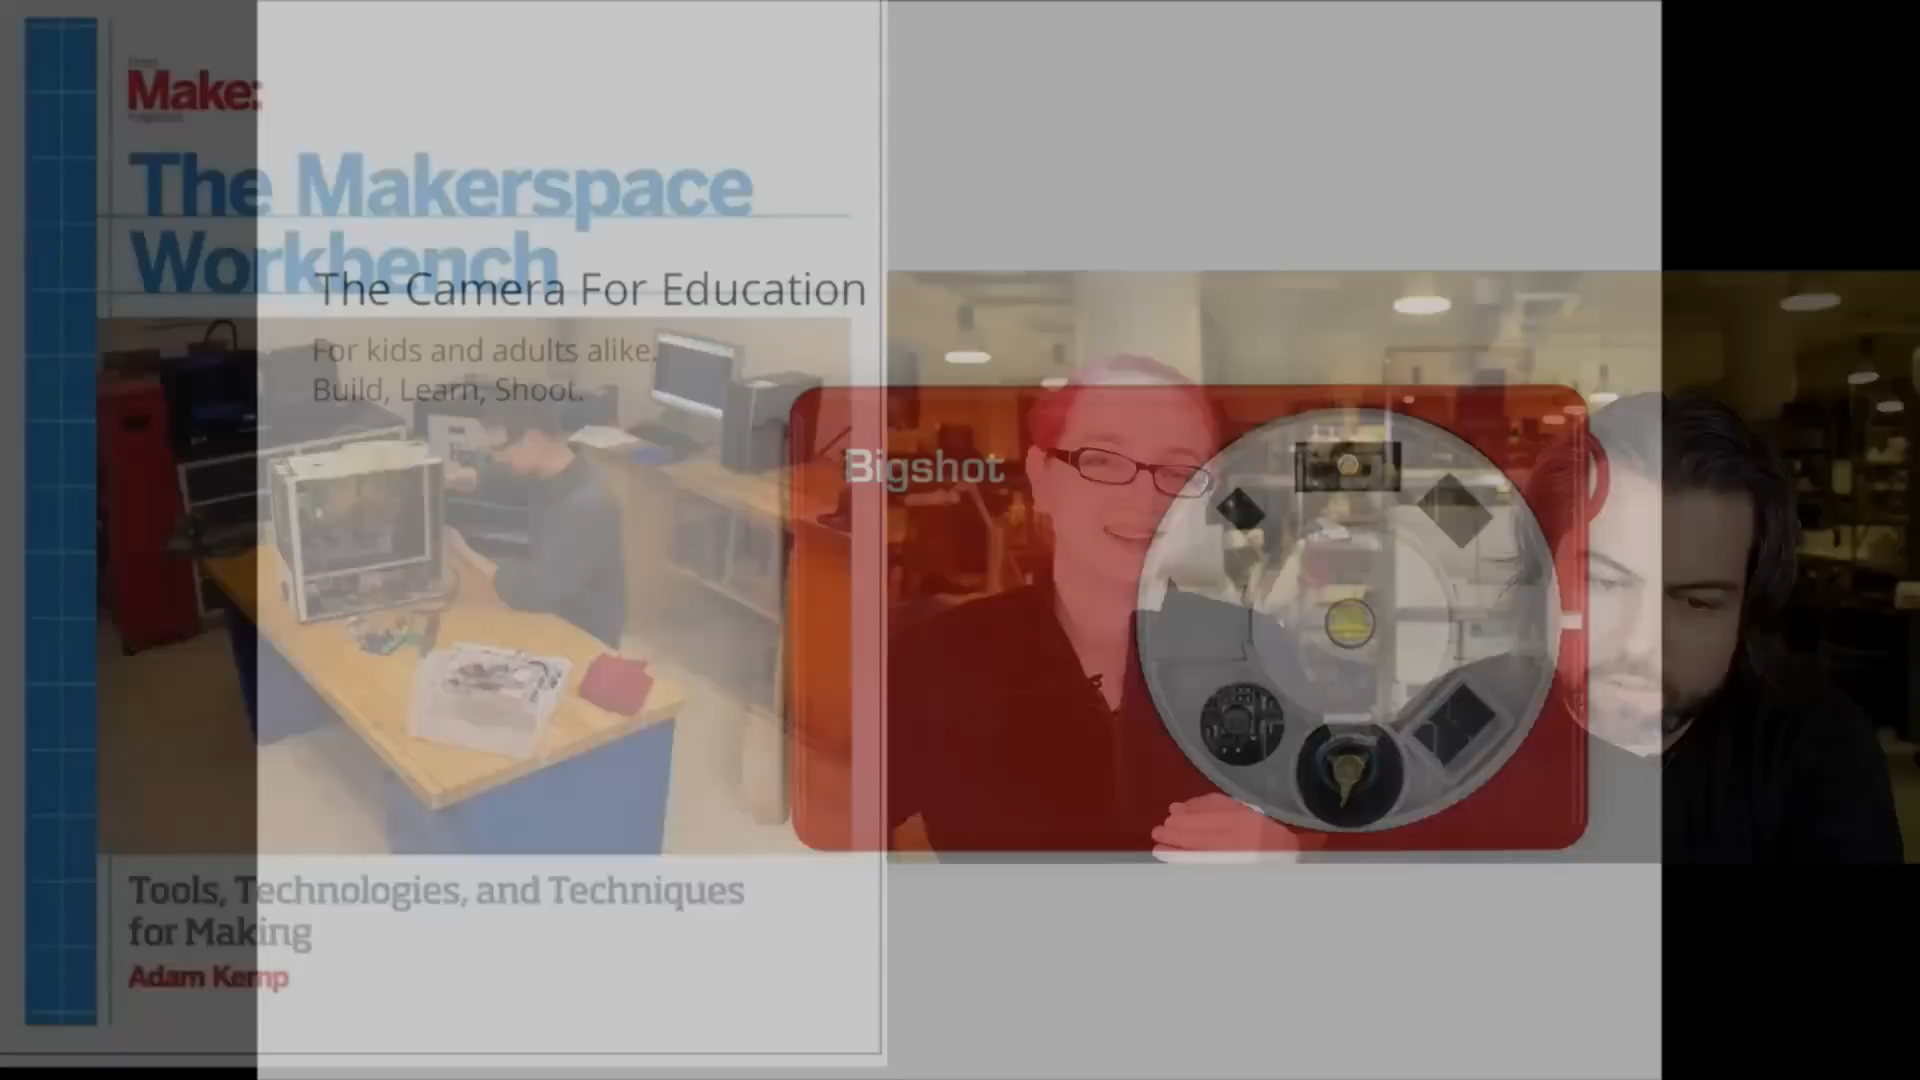 Make:
The Makerspace
Workbench
The Camera For Education
For kids and adults alike.
Build, Learn, Shoot.
Bigshot
Tools, Technologies, and Techniques
for Making
Adam Kemp